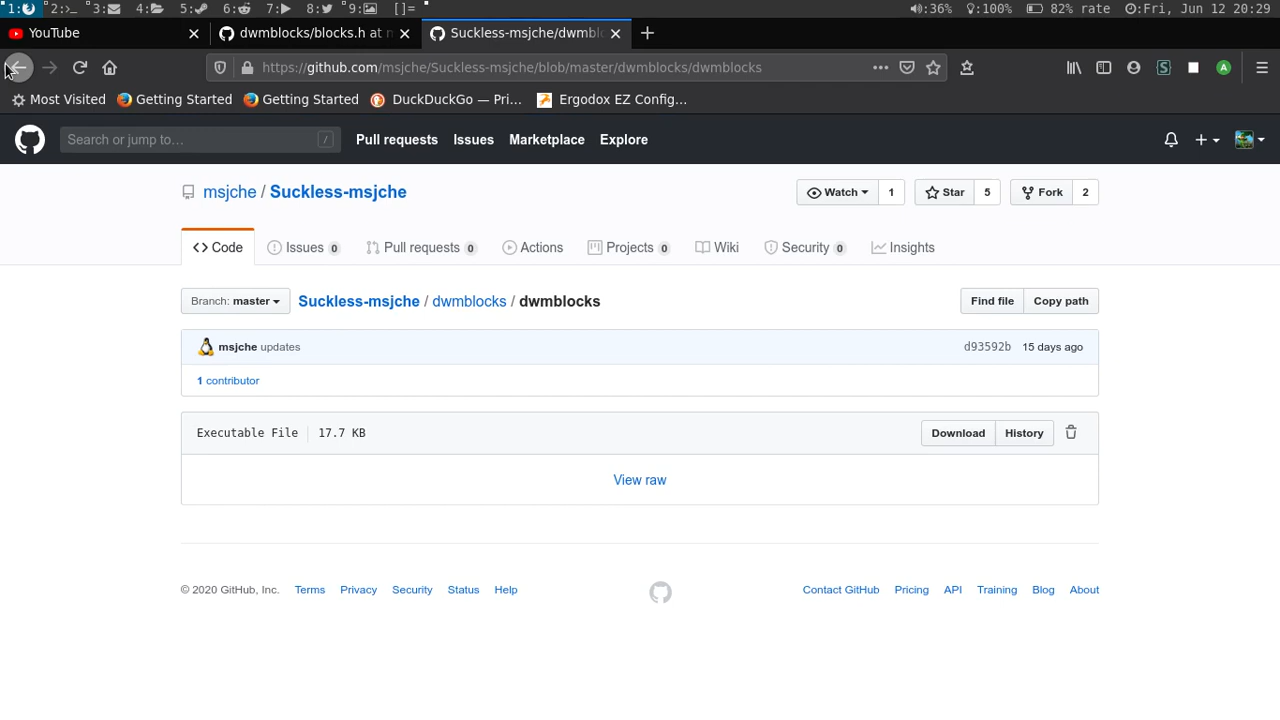 1: 2:>_ 3: 4: 5: 6: 7: 8: 9: []= 36% 100% 82% rate Fri, Jun 12 20:29
YouTube dwmblocks/blocks.h at Suckless-msjche/dwmblo
https://github.com/msjche/Suckless-msjche/blob/master/dwmblocks/dwmblocks
Most Visited Getting Started Getting Started DuckDuckGo — Pri… Ergodox EZ Config…
Search or jump to… / Pull requests Issues Marketplace Explore
msjche / Suckless-msjche Watch 1 Star 5 Fork 2
Code Issues 0 Pull requests 0 Actions Projects 0 Wiki Security 0 Insights
Branch: master Suckless-msjche / dwmblocks / dwmblocks Find file Copy path
msjche updates d93592b 15 days ago
1 contributor
Executable File 17.7 KB Download History
View raw
© 2020 GitHub, Inc. Terms Privacy Security Status Help Contact GitHub Pricing API Training Blog About